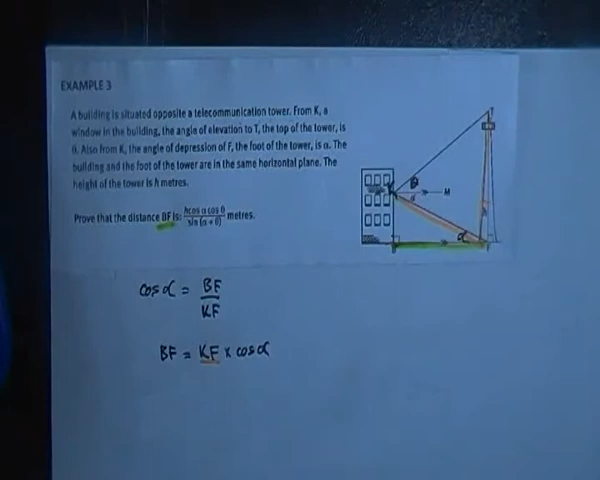 EXAMPLE 3
A building is situated opposite a telecommunication tower. From K, a
window in the building, the angle of elevation to T, the top of the tower, is
θ. Also from K, the angle of depression of F, the foot of the tower, is α. The
building and the foot of the tower are in the same horizontal plane. The
height of the tower is h metres.
Prove that the distance BF is: hcos α cos θ / sin (α + θ) metres.
T
K
θ
M
α
h
α
cos α = BF / KF
BF = KF × cos α